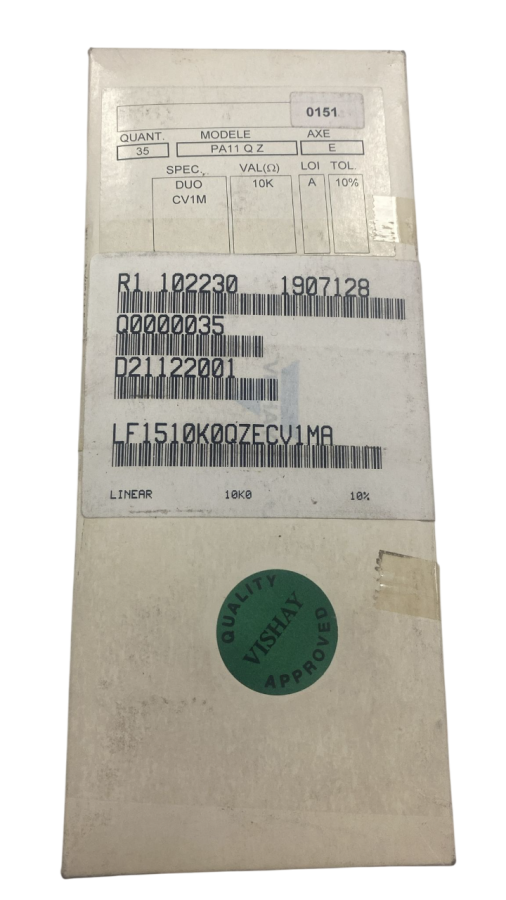 0151
QUANT. MODELE AXE
35 PA11 Q Z E
SPEC. VAL(Ω) LOI TOL.
DUO 10K A 10%
CV1M
R1 102230 1907128
Q0000035
D21122001
LF1510K0QZECV1MA
LINEAR 10K0 10%
QUALITY
VISHAY
APPROVED